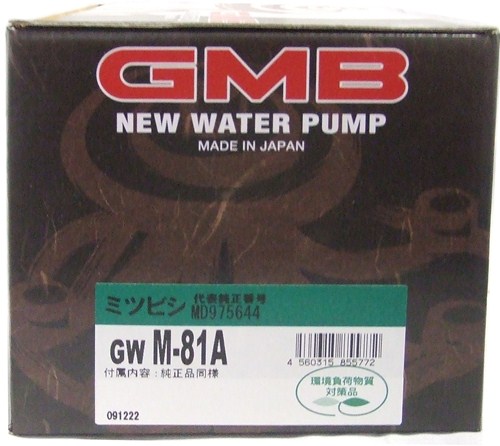 GMB
NEW WATER PUMP
MADE IN JAPAN
ミツビシ 代表純正番号
MD975644
GW M-81A
付属内容:純正品同様
4 560315 855772
環境負荷物質
対策品
091222